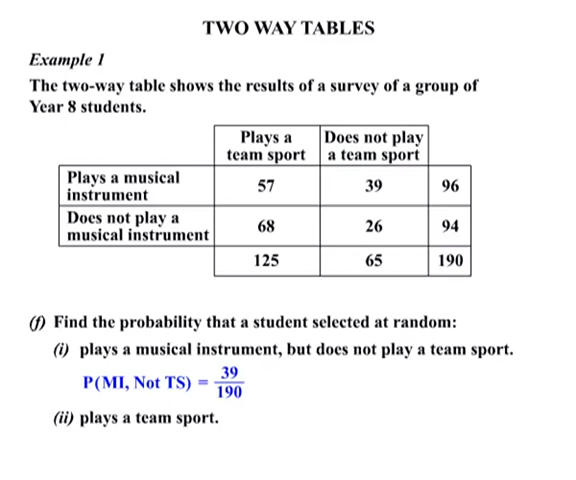 TWO WAY TABLES
Example 1
The two-way table shows the results of a survey of a group of
Year 8 students.
Plays a team sport Does not play a team sport
Plays a musical instrument 57 39 96
Does not play a musical instrument 68 26 94
125 65 190
(f) Find the probability that a student selected at random:
(i) plays a musical instrument, but does not play a team sport.
P(MI, Not TS) = 39/190
(ii) plays a team sport.